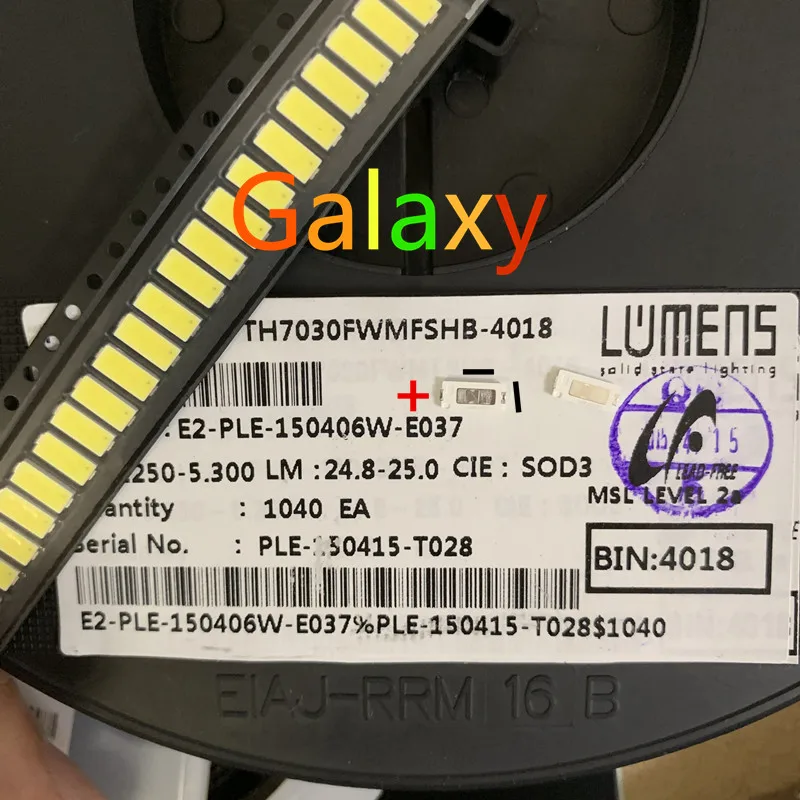 Galaxy
TH7030FWMFSHB-4018
LUMENS
solid state lighting
+
: E2-PLE-150406W-E037
250-5.300 LM :24.8-25.0 CIE : SOD3
antity : 1040 EA
erial No. : PLE-150415-T028
LEAD-FREE
MSL LEVEL 2a
BIN:4018
E2-PLE-150406W-E037%PLE-150415-T028$1040
EIAJ-RRM 16 B